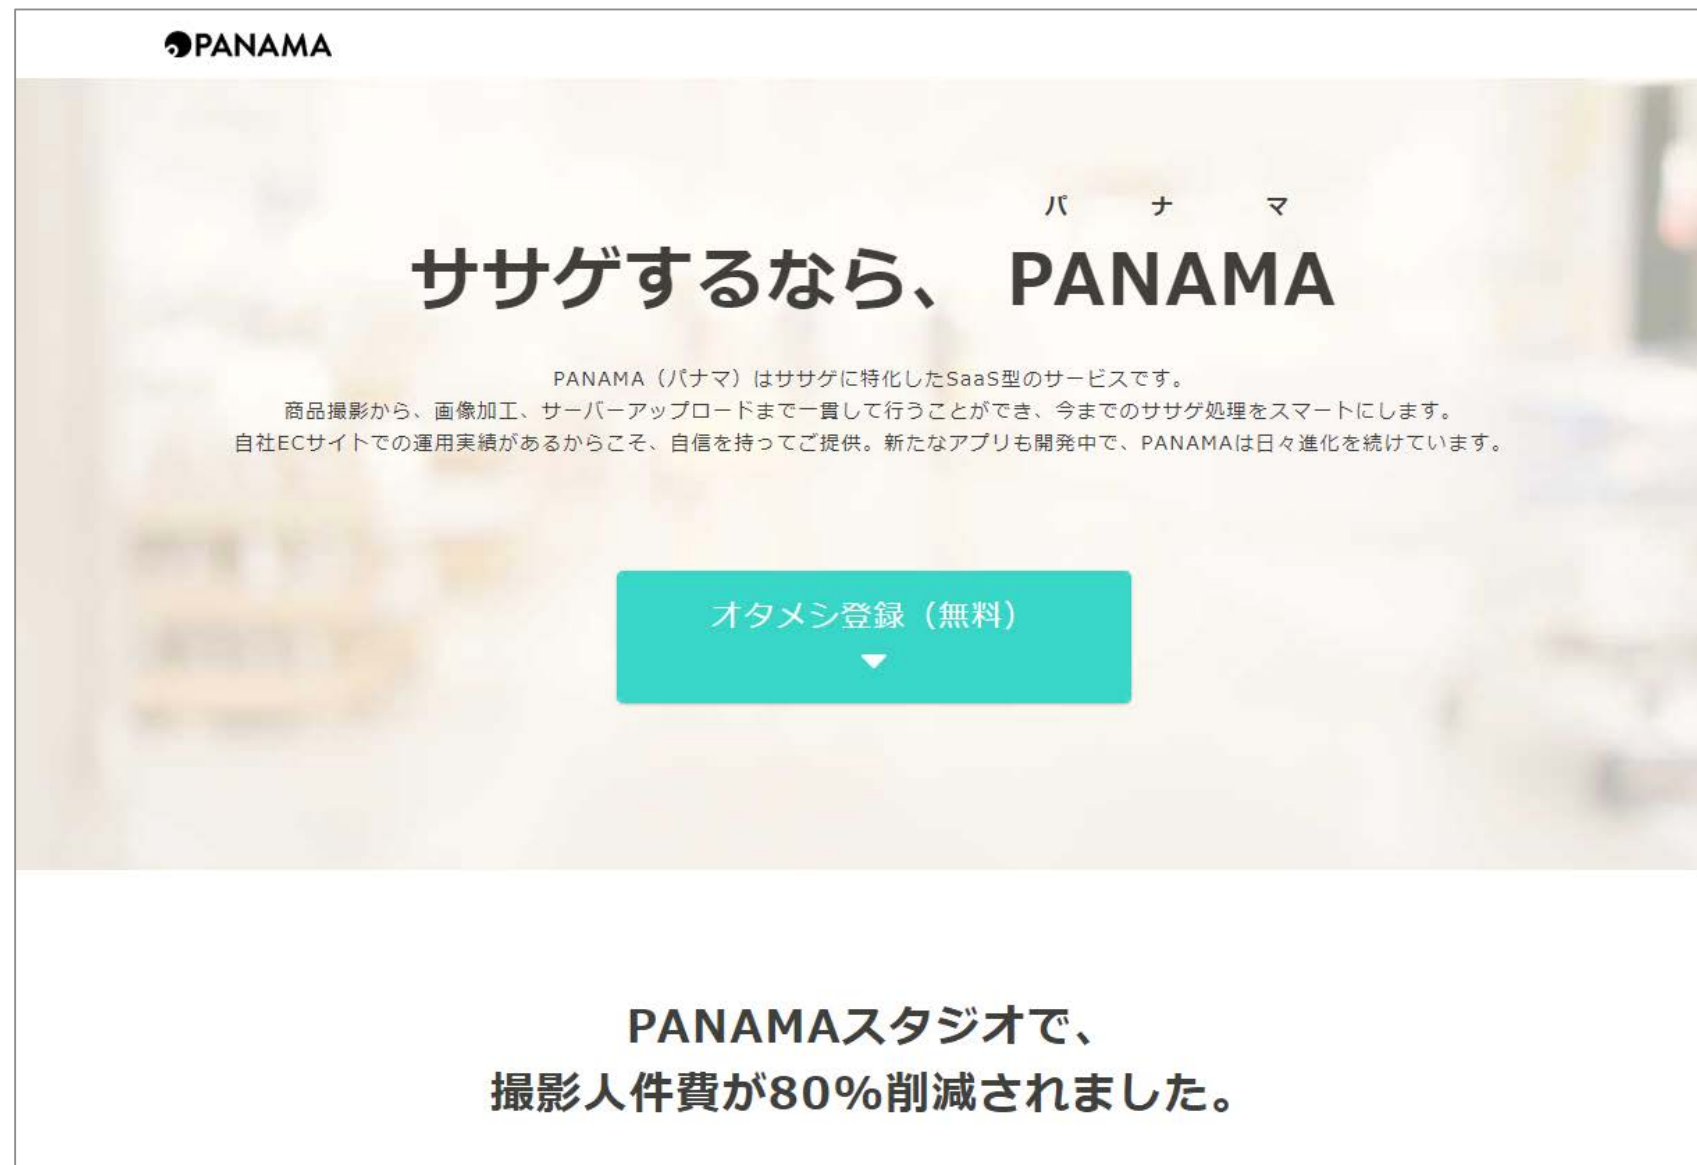 PANAMA
パナマ
ササゲするなら、 PANAMA
PANAMA（パナマ）はササゲに特化したSaaS型のサービスです。
商品撮影から、画像加工、サーバーアップロードまで一貫して行うことができ、今までのササゲ処理をスマートにします。
自社ECサイトでの運用実績があるからこそ、自信を持ってご提供。新たなアプリも開発中で、PANAMAは日々進化を続けています。
オタメシ登録（無料）
PANAMAスタジオで、
撮影人件費が80%削減されました。